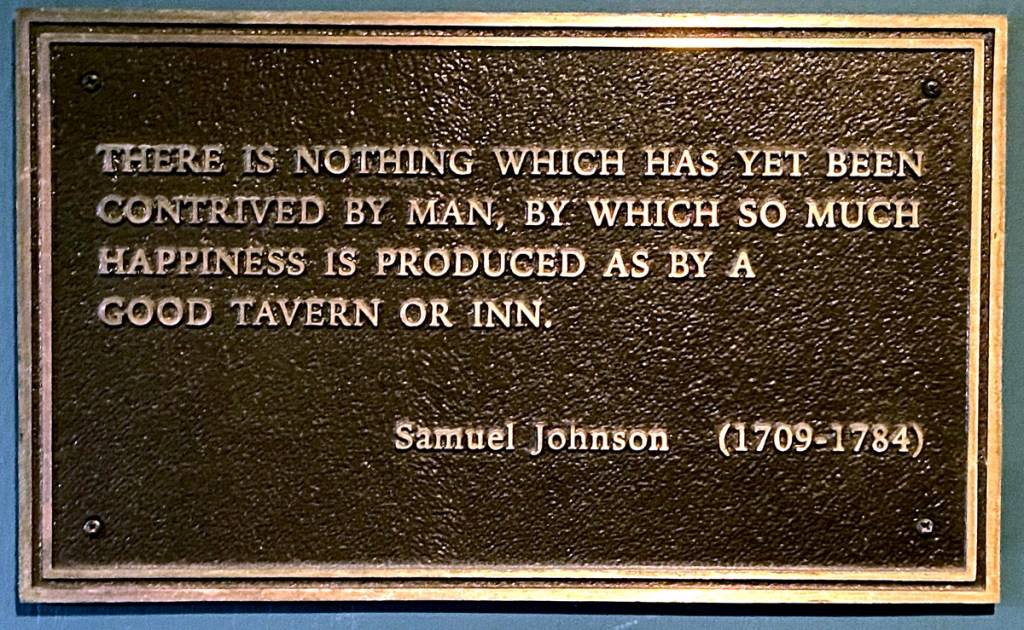 THERE IS NOTHING WHICH HAS YET BEEN
CONTRIVED BY MAN, BY WHICH SO MUCH
HAPPINESS IS PRODUCED AS BY A
GOOD TAVERN OR INN.
Samuel Johnson (1709-1784)